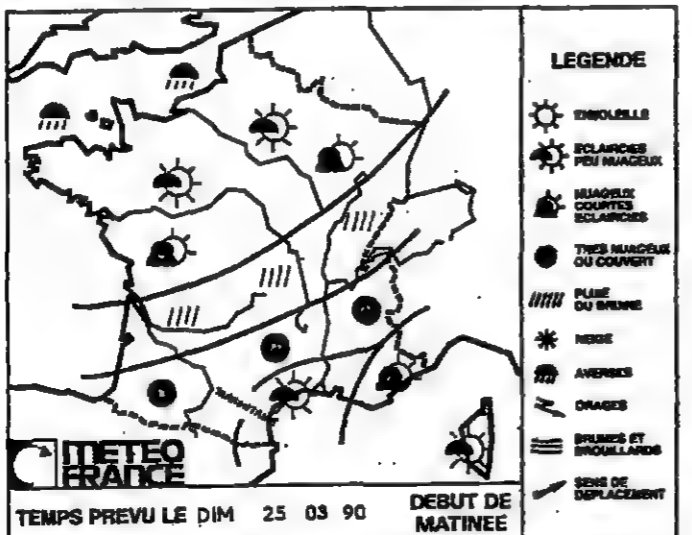 METEO
FRANCE
TEMPS PREVU LE DIM 25 03 90
DEBUT DE
MATINEE
LEGENDE
ENSOLEILLE
ECLAIRCIES
PEU NUAGEUX
NUAGEUX
COURTES
ECLAIRCIES
TRES NUAGEUX
OU COUVERT
PLUIE
OU BRUINE
NEIGE
AVERSES
ORAGES
BRUMES ET
BROUILLARDS
SENS DE
DEPLACEMENT